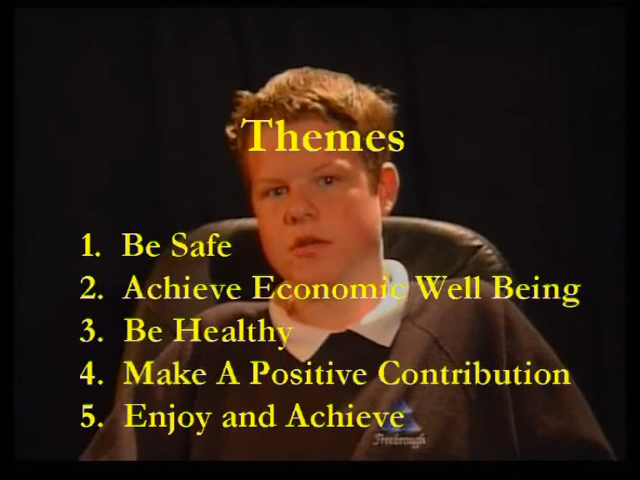 Themes
1. Be Safe
2. Achieve Economic Well Being
3. Be Healthy
4. Make A Positive Contribution
5. Enjoy and Achieve
Freebrough